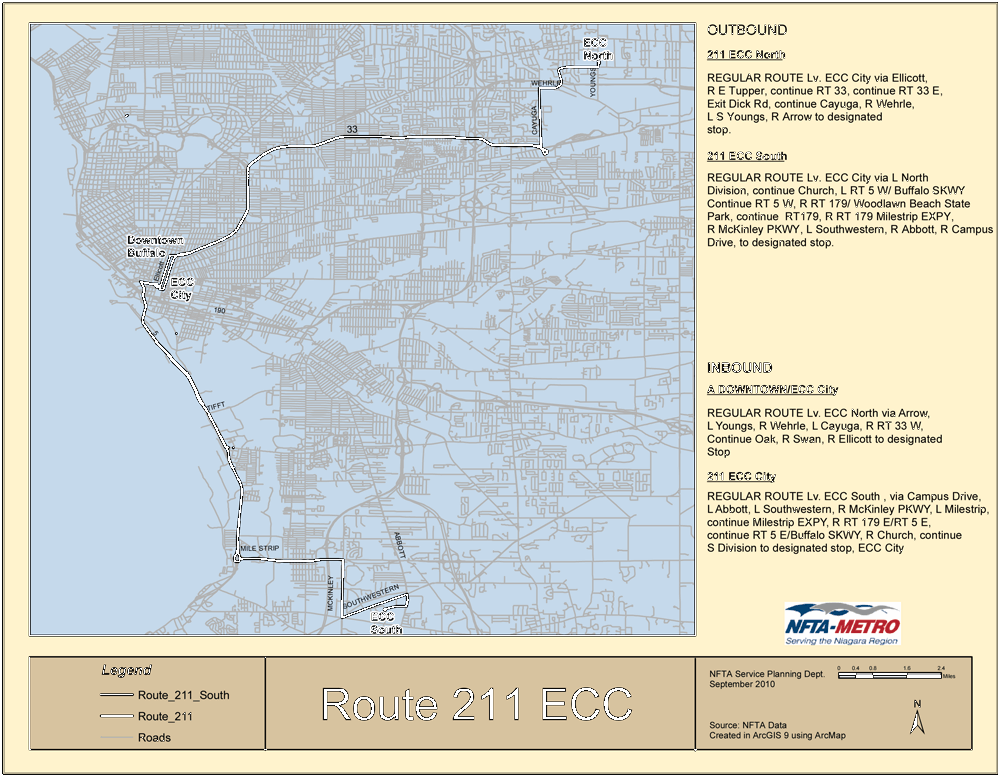 OUTBOUND
211 ECC North
REGULAR ROUTE Lv. ECC City via Ellicott,
R E Tupper, continue RT 33, continue RT 33 E,
Exit Dick Rd, continue Cayuga, R Wehrle,
L S Youngs, R Arrow to designated
stop.
211 ECC South
REGULAR ROUTE Lv. ECC City via L North
Division, continue Church, L RT 5 W/ Buffalo SKWY
Continue RT 5 W, R RT 179/ Woodlawn Beach State
Park, continue RT179, R RT 179 Milestrip EXPY,
R McKinley PKWY, L Southwestern, R Abbott, R Campus
Drive, to designated stop.
INBOUND
A DOWNTOWN/ECC City
REGULAR ROUTE Lv. ECC North via Arrow,
L Youngs, R Wehrle, L Cayuga, R RT 33 W,
Continue Oak, R Swan, R Ellicott to designated
Stop
211 ECC City
REGULAR ROUTE Lv. ECC South , via Campus Drive,
L Abbott, L Southwestern, R McKinley PKWY, L Milestrip,
continue Milestrip EXPY, R RT 179 E/RT 5 E,
continue RT 5 E/Buffalo SKWY, R Church, continue
S Division to designated stop, ECC City
NFTA-METRO
Serving the Niagara Region
ECC
North
WEHRLE
YOUNGS
CAYUGA
33
Downtown
Buffalo
ECC
City
190
5
TIFFT
MILE STRIP
ABBOTT
MCKINLEY
SOUTHWESTERN
ECC
South
Legend
Route_211_South
Route_211
Roads
Route 211 ECC
NFTA Service Planning Dept.
September 2010
0 0.4 0.8 1.6 2.4
Miles
N
Source: NFTA Data
Created in ArcGIS 9 using ArcMap